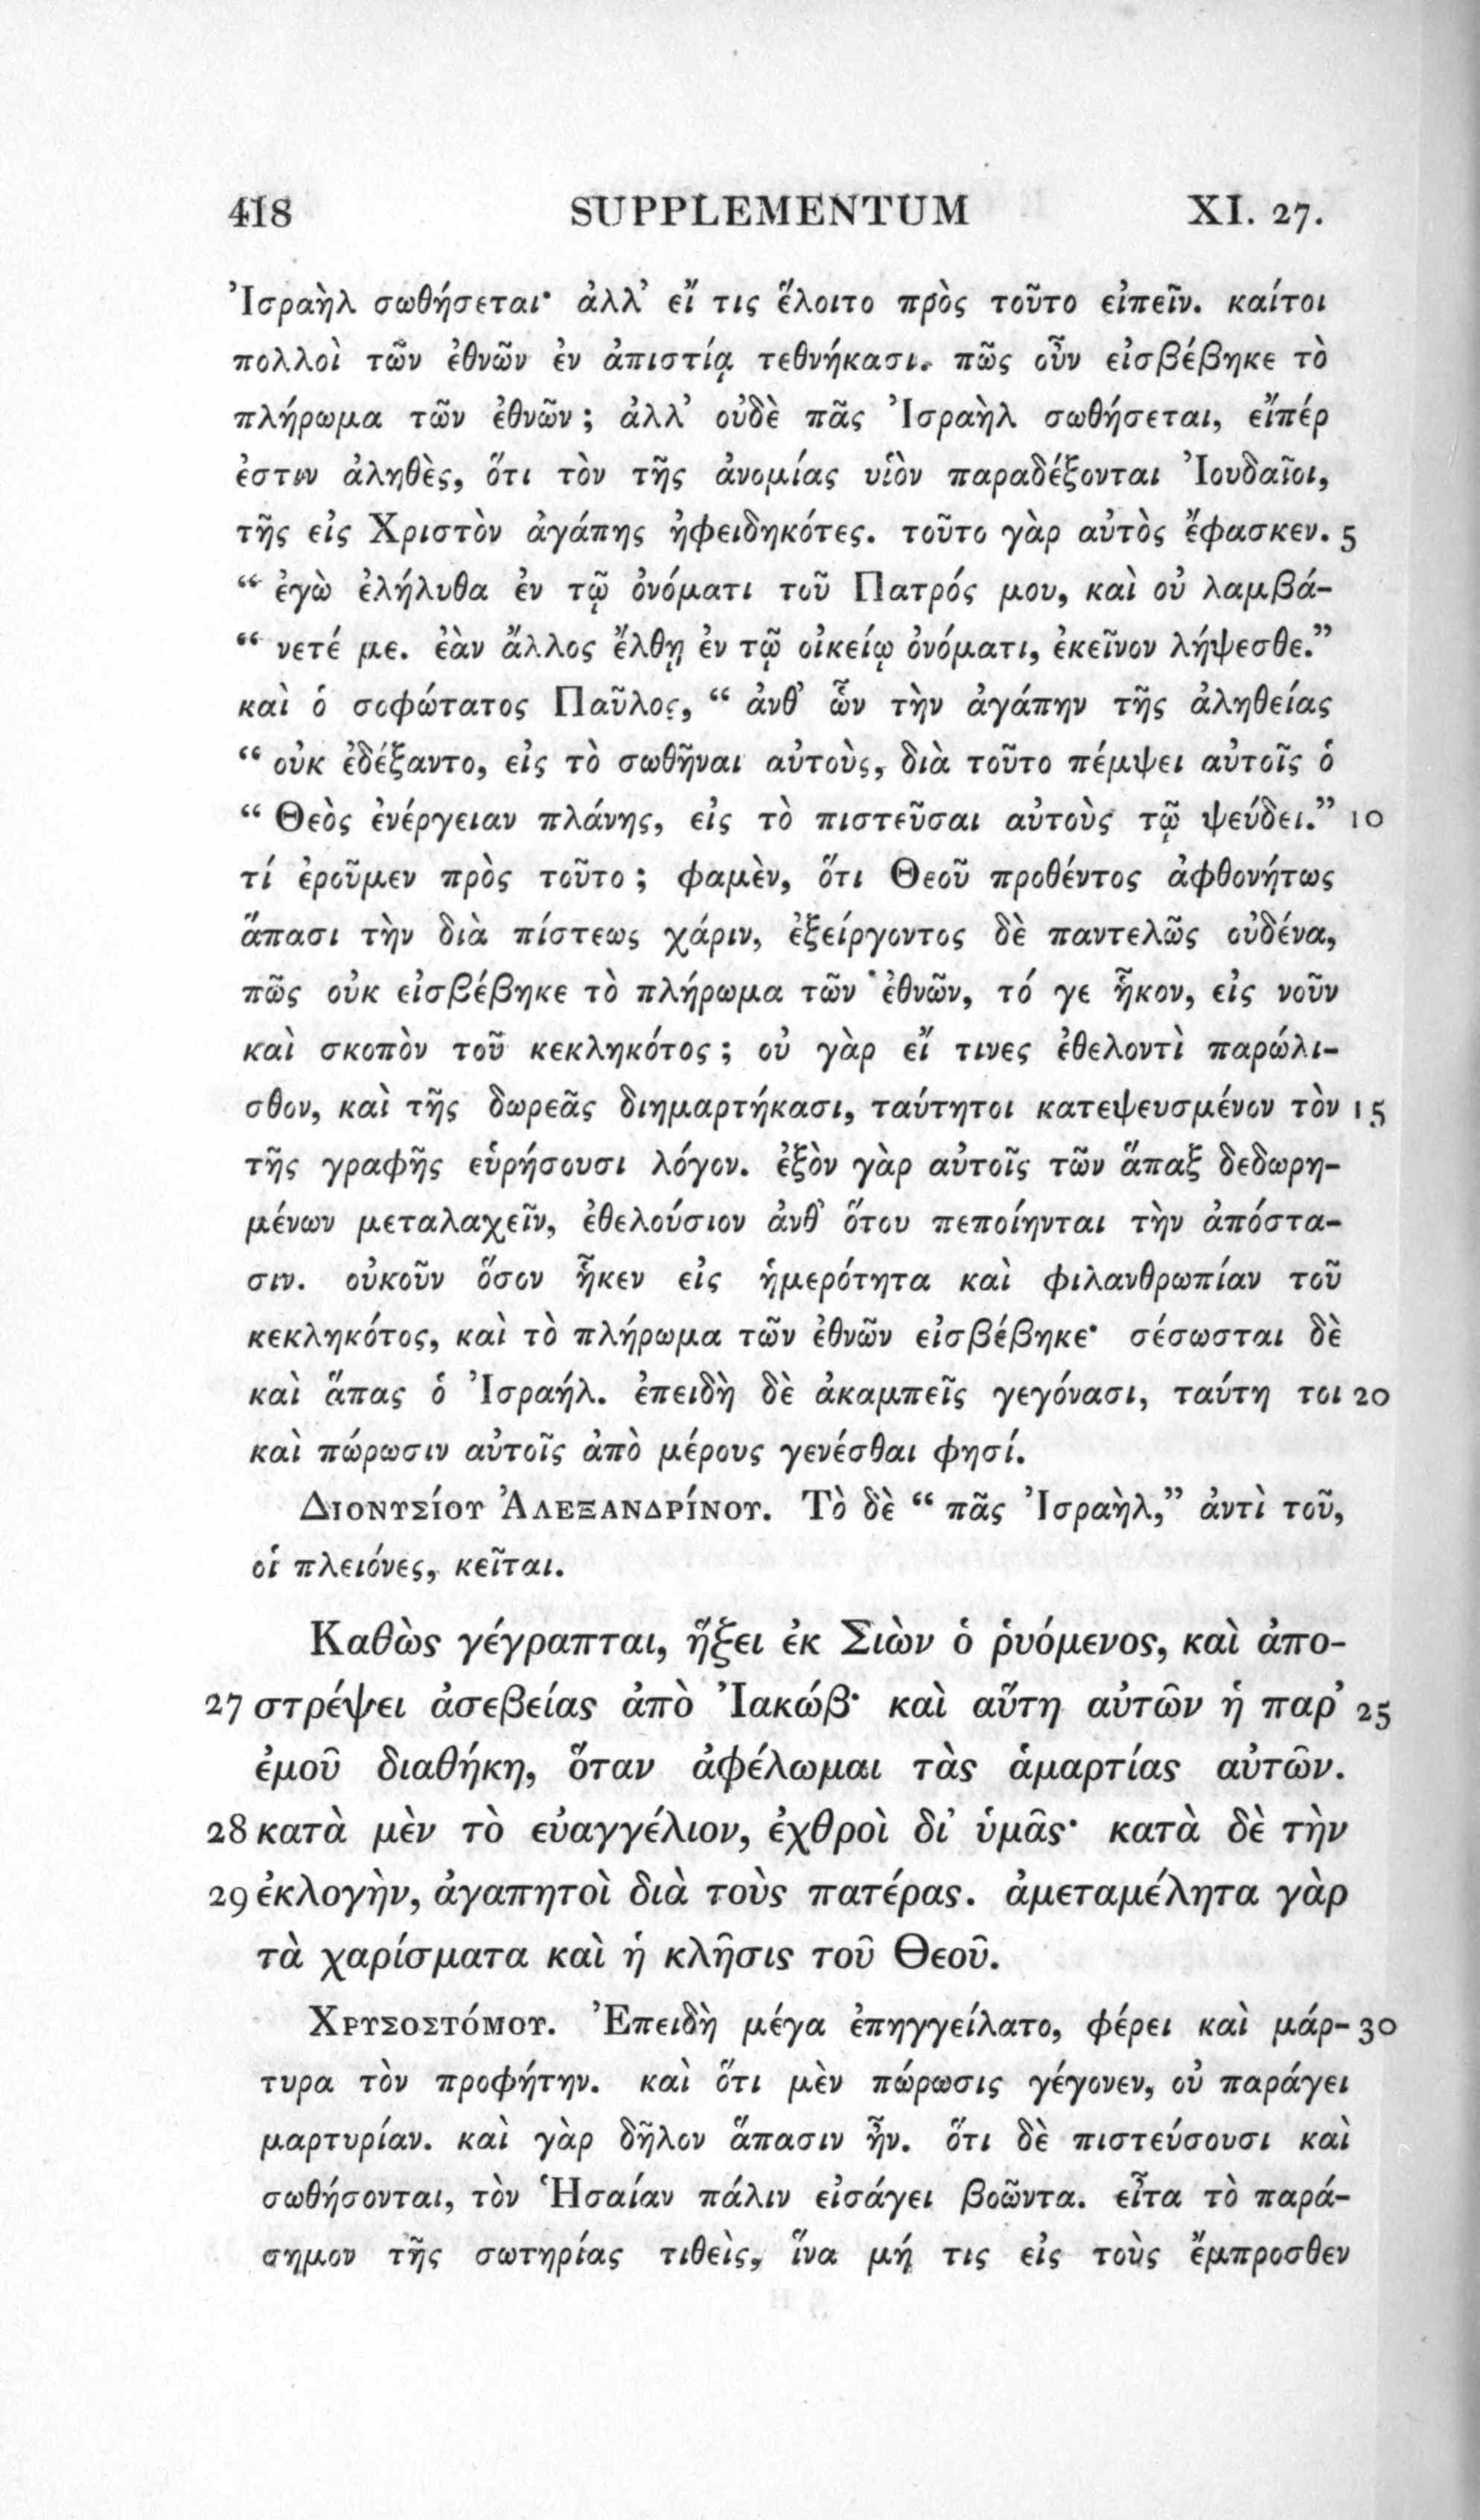 418 SUPPLEMENTUM XI. 27.
Ἰσραὴλ σωθήσεται· ἀλλ’ εἴ τις ἕλοιτο πρὸς τοῦτο εἰπεῖν. καίτοι
πολλοὶ τῶν ἐθνῶν ἐν ἀπιστίᾳ τεθνήκασι. πῶς οὖν εἰσβέβηκε τὸ
πλήρωμα τῶν ἐθνῶν ; ἀλλ’ οὐδὲ πᾶς Ἰσραὴλ σωθήσεται, εἴπέρ
ἐστιν ἀληθὲς, ὅτι τὸν τῆς ἀνομίας υἱὸν παραδέξονται Ἰουδαῖοι,
τῆς εἰς Χριστὸν ἀγάπης ἠφειδηκότες. τοῦτο γὰρ αὐτὸς ἔφασκεν. 5
“ ἐγὼ ἐλήλυθα ἐν τῷ ὀνόματι τοῦ Πατρός μου, καὶ οὐ λαμβά-
“ νετέ με. ἐὰν ἄλλος ἔλθῃ ἐν τῷ οἰκείῳ ὀνόματι, ἐκεῖνον λήψεσθε.”
καὶ ὁ σοφώτατος Παῦλος, “ ἀνθ’ ὧν τὴν ἀγάπην τῆς ἀληθείας
“ οὐκ ἐδέξαντο, εἰς τὸ σωθῆναι αὐτοὺς, διὰ τοῦτο πέμψει αὐτοῖς ὁ
“ Θεὸς ἐνέργειαν πλάνης, εἰς τὸ πιστεῦσαι αὐτοὺς τῷ ψεύδει.” 10
τί ἐροῦμεν πρὸς τοῦτο ; φαμὲν, ὅτι Θεοῦ προθέντος ἀφθονήτως
ἅπασι τὴν διὰ πίστεως χάριν, ἐξείργοντος δὲ παντελῶς οὐδένα,
πῶς οὐκ εἰσβέβηκε τὸ πλήρωμα τῶν ἐθνῶν, τό γε ἧκον, εἰς νοῦν
καὶ σκοπὸν τοῦ κεκληκότος ; οὐ γὰρ εἴ τινες ἐθελοντὶ παρώλι-
σθον, καὶ τῆς δωρεᾶς διημαρτήκασι, ταύτητοι κατεψευσμένον τὸν 15
τῆς γραφῆς εὑρήσουσι λόγον. ἐξὸν γὰρ αὐτοῖς τῶν ἅπαξ δεδωρη-
μένων μεταλαχεῖν, ἐθελούσιον ἀνθ’ ὅτου πεποίηνται τὴν ἀπόστα-
σιν. οὐκοῦν ὅσον ἧκεν εἰς ἡμερότητα καὶ φιλανθρωπίαν τοῦ
κεκληκότος, καὶ τὸ πλήρωμα τῶν ἐθνῶν εἰσβέβηκε· σέσωσται δὲ
καὶ ἅπας ὁ Ἰσραήλ. ἐπειδὴ δὲ ἀκαμπεῖς γεγόνασι, ταύτη τοι 20
καὶ πώρωσιν αὐτοῖς ἀπὸ μέρους γενέσθαι φησί.
Διονυσίου Ἀλεξανδρίνου. Τὸ δὲ “ πᾶς Ἰσραὴλ,” ἀντὶ τοῦ,
οἱ πλειόνες, κεῖται.
Καθὼς γέγραπται, ἥξει ἐκ Σιὼν ὁ ῥυόμενος, καὶ ἀπο-
27 στρέψει ἀσεβείας ἀπὸ Ἰακώβ· καὶ αὕτη αὐτῶν ἡ παρ’ 25
ἐμοῦ διαθήκη, ὅταν ἀφέλωμαι τὰς ἁμαρτίας αὐτῶν.
28 κατὰ μὲν τὸ εὐαγγέλιον, ἐχθροὶ δι’ ὑμᾶς· κατὰ δὲ τὴν
29 ἐκλογὴν, ἀγαπητοὶ διὰ τοὺς πατέρας. ἀμεταμέλητα γὰρ
τὰ χαρίσματα καὶ ἡ κλῆσις τοῦ Θεοῦ.
Χρυσοστόμου. Ἐπειδὴ μέγα ἐπηγγείλατο, φέρει καὶ μάρ- 30
τυρα τὸν προφήτην. καὶ ὅτι μὲν πώρωσις γέγονεν, οὐ παράγει
μαρτυρίαν. καὶ γὰρ δῆλον ἅπασιν ἦν. ὅτι δὲ πιστεύσουσι καὶ
σωθήσονται, τὸν Ἡσαίαν πάλιν εἰσάγει βοῶντα. εἶτα τὸ παρά-
σημον τῆς σωτηρίας τιθεὶς, ἵνα μή τις εἰς τοὺς ἔμπροσθεν